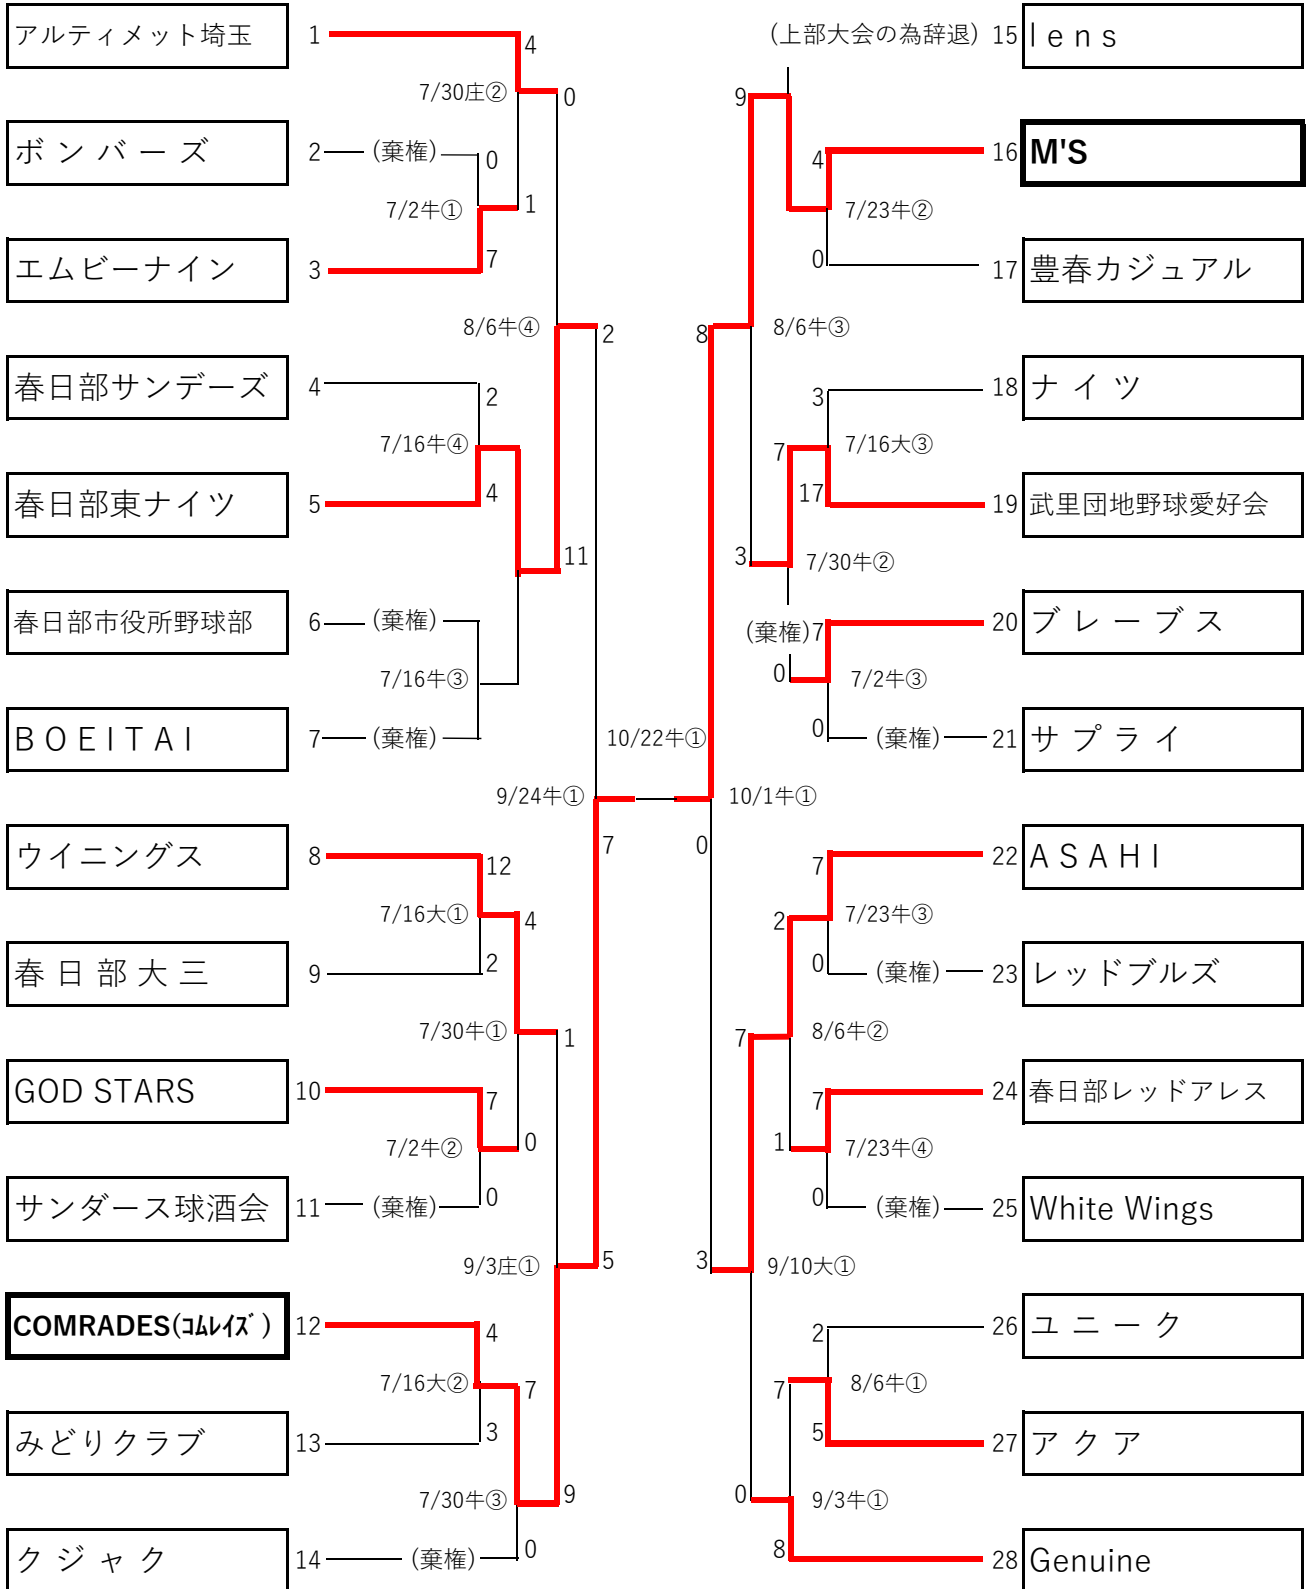 アルティメット埼玉 1
4
7/30庄②
0
ボンバーズ 2 (棄権)
0
7/2牛①
1
エムビーナイン 3
7
8/6牛④
2
春日部サンデーズ 4
2
7/16牛④
春日部東ナイツ 5
4
11
春日部市役所野球部 6 (棄権)
7/16牛③
BOEITAI 7 (棄権)
9/24牛①
7
ウイニングス 8
12
7/16大①
4
春日部大三 9
2
7/30牛①
1
GOD STARS 10
7
7/2牛②
0
サンダース球酒会 11 (棄権)
0
9/3庄①
5
COMRADES(ｺﾑﾚｲｽﾞ) 12
4
7/16大②
7
みどりクラブ 13
3
7/30牛③
9
クジャク 14 (棄権)
0
10/22牛①
(上部大会の為辞退) 15 lens
9
4
16 M'S
7/23牛②
0
17 豊春カジュアル
8
8/6牛③
3
18 ナイツ
7/16大③
7
17
19 武里団地野球愛好会
3
7/30牛②
(棄権)
7
20 ブレーブス
0
7/2牛③
0
(棄権) 21 サプライ
10/1牛①
0
7
22 ASAHI
7/23牛③
2
0
(棄権) 23 レッドブルズ
7
8/6牛②
7
24 春日部レッドアレス
1
7/23牛④
0
(棄権) 25 White Wings
3
9/10大①
2
26 ユニーク
8/6牛①
7
5
27 アクア
0
9/3牛①
8
28 Genuine